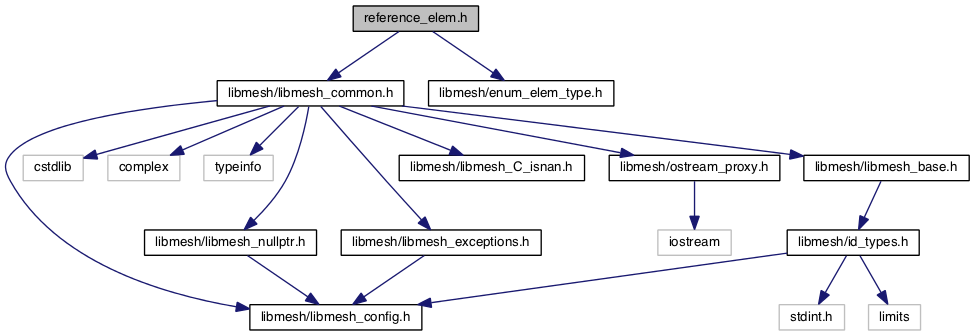 reference_elem.h
libmesh/libmesh_common.h
libmesh/enum_elem_type.h
cstdlib
complex
typeinfo
libmesh/libmesh_C_isnan.h
libmesh/ostream_proxy.h
libmesh/libmesh_base.h
libmesh/libmesh_nullptr.h
libmesh/libmesh_exceptions.h
iostream
libmesh/id_types.h
libmesh/libmesh_config.h
stdint.h
limits